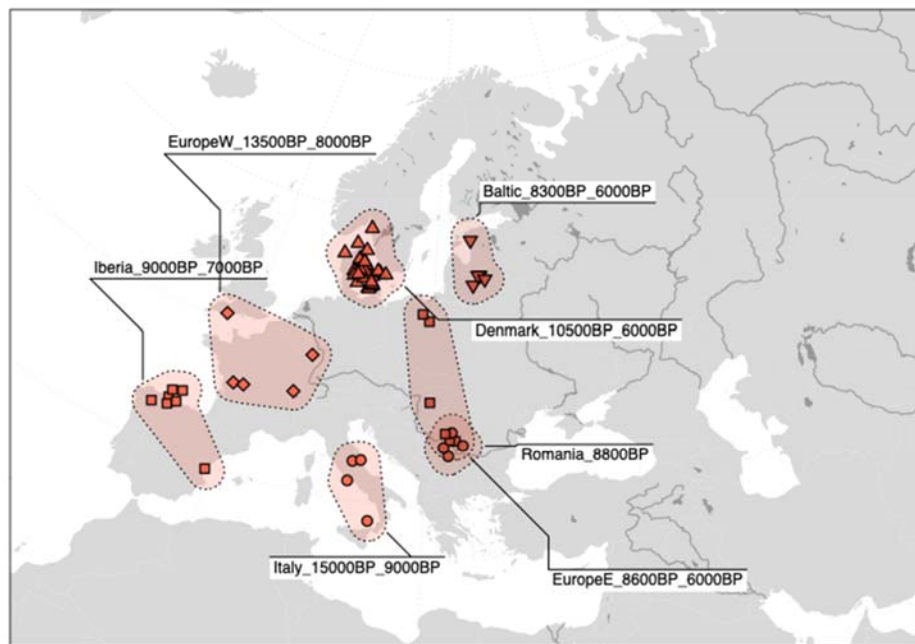 EuropeW_13500BP_8000BP
Baltic_8300BP_6000BP
Iberia_9000BP_7000BP
Denmark_10500BP_6000BP
Romania_8800BP
Italy_15000BP_9000BP
EuropeE_8600BP_6000BP